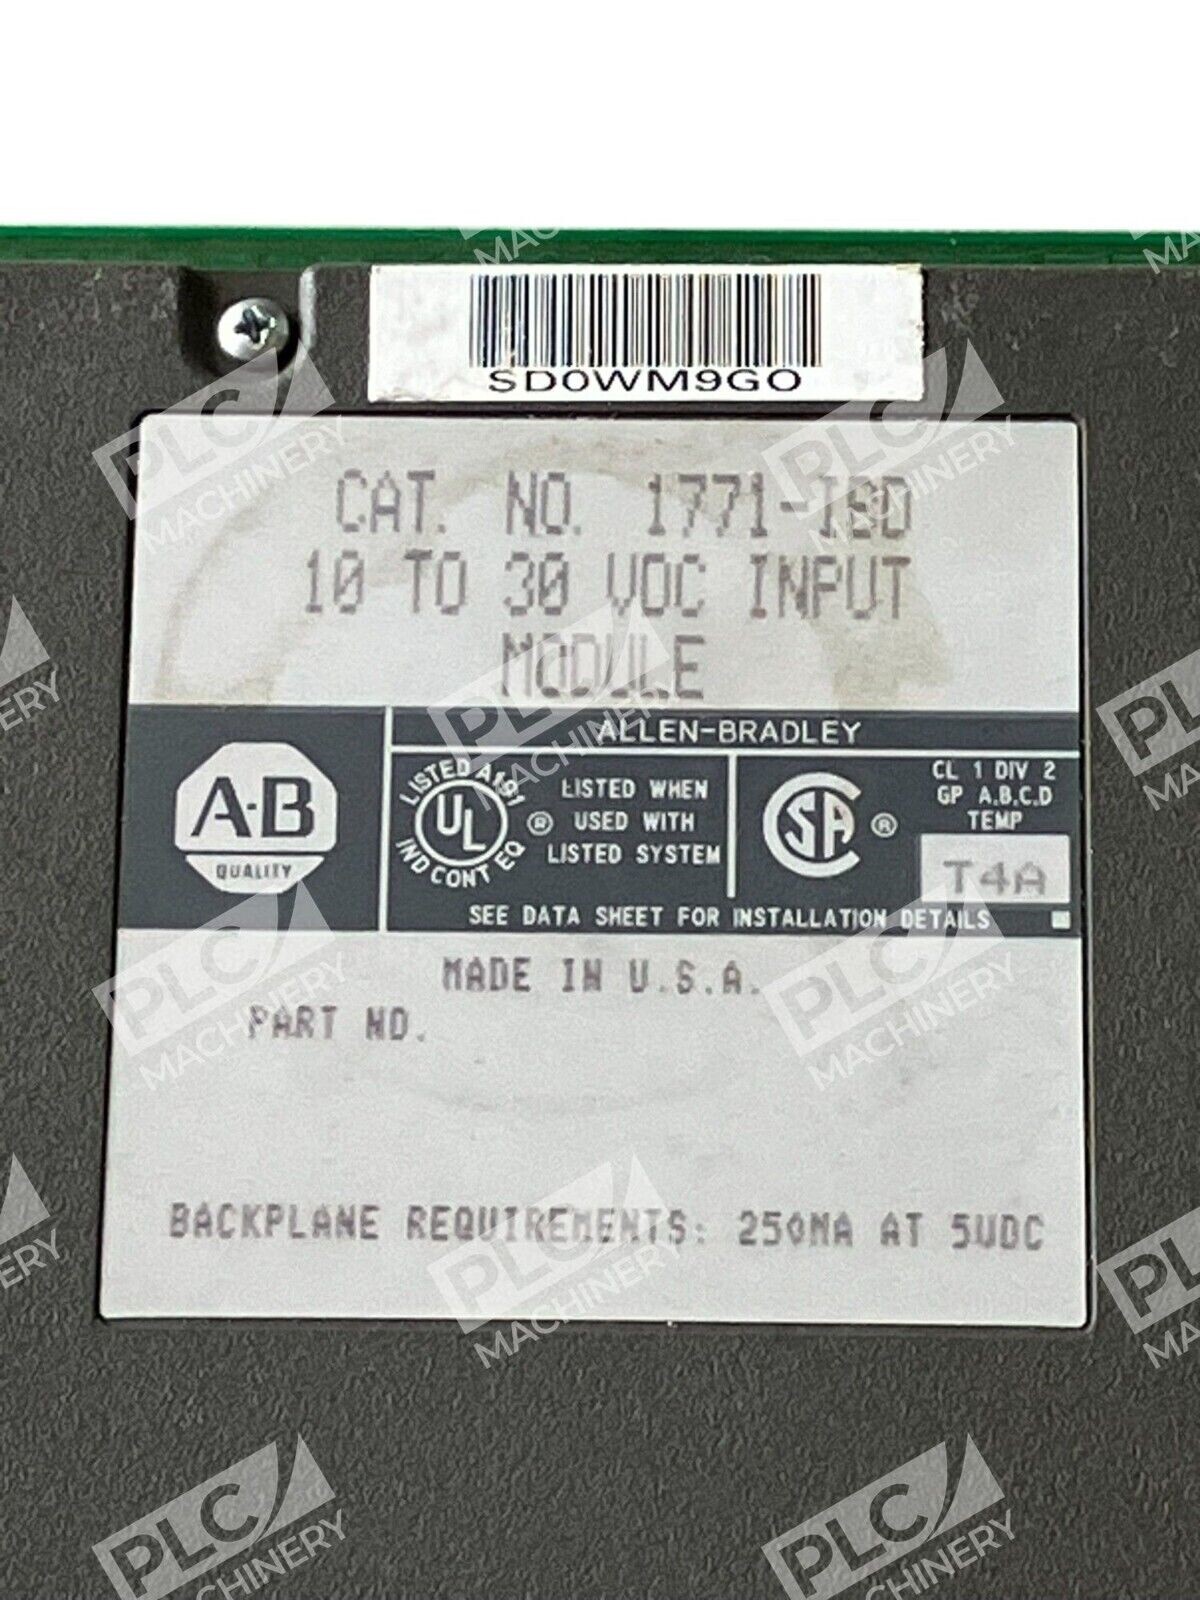 SD0WM9GO
CAT. NO. 1771-IBD
10 TO 30 VDC INPUT
MODULE
ALLEN-BRADLEY
A-B
QUALITY
LISTED A191
UL
IND CONT EQ
®
LISTED WHEN
USED WITH
LISTED SYSTEM
SA
®
CL 1 DIV 2
GP A,B,C,D
TEMP
T4A
SEE DATA SHEET FOR INSTALLATION DETAILS
MADE IN U.S.A.
PART NO.
BACKPLANE REQUIREMENTS: 250MA AT 5VDC
PLC MACHINERY